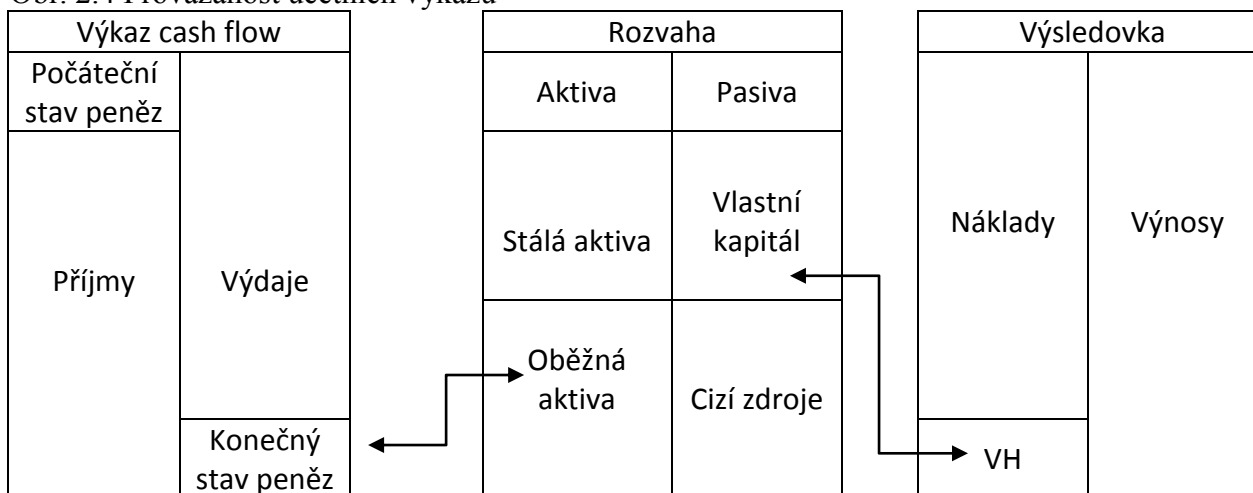 Obr. 2.4 Provázanost účetních výkazů
Výkaz cash flow
Rozvaha
Výsledovka
Počáteční
stav peněz
Aktiva
Pasiva
Příjmy
Výdaje
Stálá aktiva
Vlastní
kapitál
Náklady
Výnosy
Oběžná
aktiva
Cizí zdroje
Konečný
stav peněz
VH